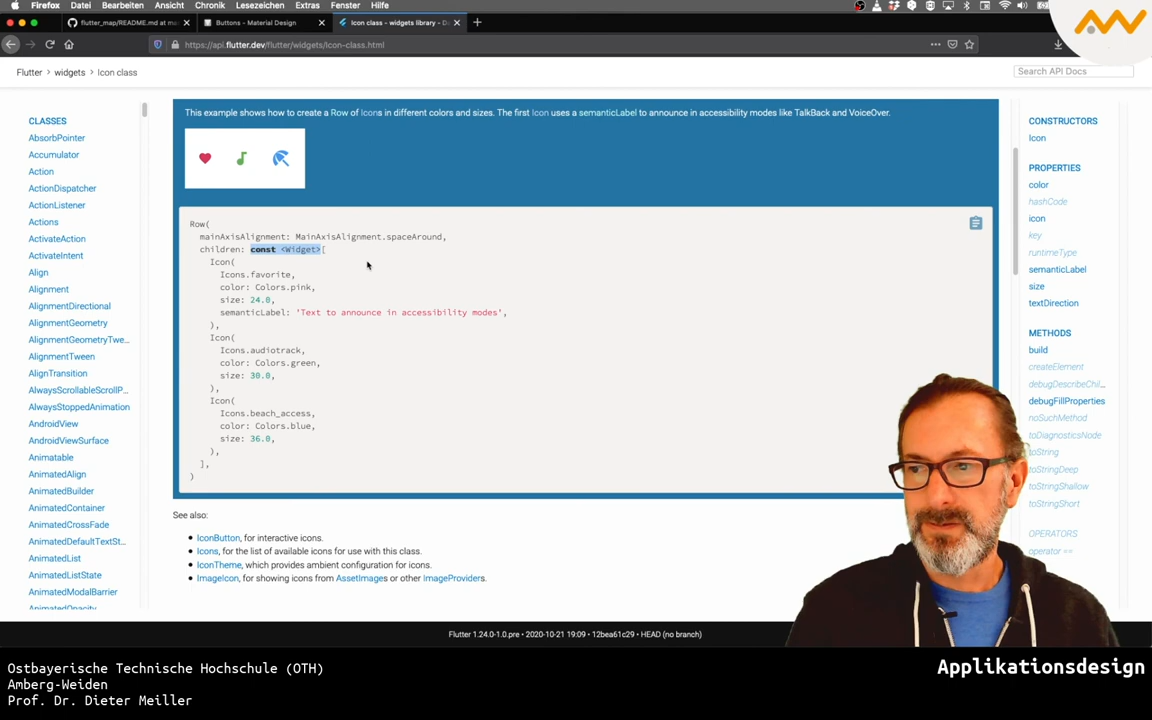 Firefox Datei Bearbeiten Ansicht Chronik Lesezeichen Extras Fenster Hilfe
flutter_map/README.md at ma
Buttons - Material Design
Icon class - widgets library - D
https://api.flutter.dev/flutter/widgets/Icon-class.html
Flutter > widgets > Icon class
Search API Docs
CLASSES
AbsorbPointer
Accumulator
Action
ActionDispatcher
ActionListener
Actions
ActivateAction
ActivateIntent
Align
Alignment
AlignmentDirectional
AlignmentGeometry
AlignmentGeometryTwe...
AlignmentTween
AlignTransition
AlwaysScrollableScrollP...
AlwaysStoppedAnimation
AndroidView
AndroidViewSurface
Animatable
AnimatedAlign
AnimatedBuilder
AnimatedContainer
AnimatedCrossFade
AnimatedDefaultTextSt...
AnimatedList
AnimatedListState
AnimatedModalBarrier
AnimatedOpacity
This example shows how to create a Row of Icons in different colors and sizes. The first Icon uses a semanticLabel to announce in accessibility modes like TalkBack and VoiceOver.
Row(
mainAxisAlignment: MainAxisAlignment.spaceAround,
children: const <Widget>[
Icon(
Icons.favorite,
color: Colors.pink,
size: 24.0,
semanticLabel: 'Text to announce in accessibility modes',
),
Icon(
Icons.audiotrack,
color: Colors.green,
size: 30.0,
),
Icon(
Icons.beach_access,
color: Colors.blue,
size: 36.0,
),
],
)
See also:
IconButton, for interactive icons.
Icons, for the list of available icons for use with this class.
IconTheme, which provides ambient configuration for icons.
ImageIcon, for showing icons from AssetImages or other ImageProviders.
CONSTRUCTORS
Icon
PROPERTIES
color
hashCode
icon
key
runtimeType
semanticLabel
size
textDirection
METHODS
build
createElement
debugDescribeChil...
debugFillProperties
noSuchMethod
toDiagnosticsNode
toString
toStringDeep
toStringShallow
toStringShort
OPERATORS
operator ==
Flutter 1.24.0-1.0.pre • 2020-10-21 19:09 • 12bea61c29 • HEAD (no branch)
Ostbayerische Technische Hochschule (OTH)
Amberg-Weiden
Prof. Dr. Dieter Meiller
Applikationsdesign